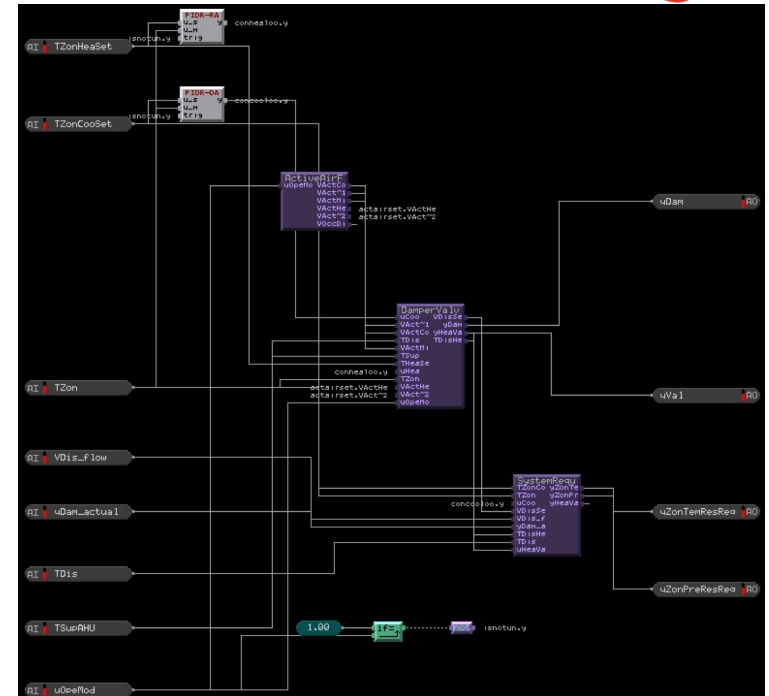 PIDR-RA
u_s y conhealoo.y
u_m
isnotun.y trig
AI TZonHeaSet
PIDR-DA
u_s y concooloo.y
u_m
isnotun.y trig
AI TZonCooSet
ActiveAirF
uOpeMo VActCo
VAct~1
VActMi
VActHe actairset.VActHe
VAct~2 actairset.VAct~2
VOccDi
uDam AO
DamperValv
uCoo VDisSe
VAct~1 yDam
VActCo yHeaVa
TDis TDisHe
VActMi
TSup
THeaSe
conhealoo.y uHea
TZon
AI TZon
actairset.VActHe VActHe
actairset.VAct~2 VAct~2
uOpeMo
uVal AO
AI VDis_flow
SystemRequ
TZonCo yZonTe
TZon yZonPr
concooloo.y uCoo yHeaVa
VDisSe
VDis_f
yDam_a
TDisHe
TDis
uHeaVa
AI uDam_actual
uZonTemResReq AO
AI TDis
uZonPreResReq AO
AI TSupAHU
1.00 if= not isnotun.y
AI uOpeMod